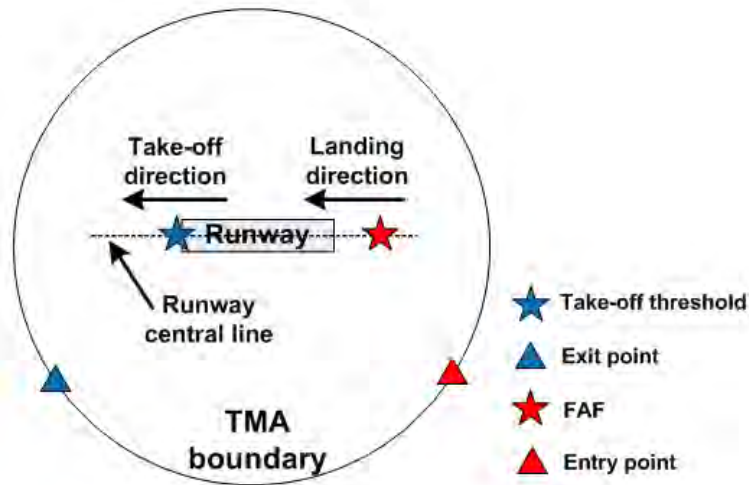 Take-off
direction
Landing
direction
Runway
Runway
central line
TMA
boundary
Take-off threshold
Exit point
FAF
Entry point